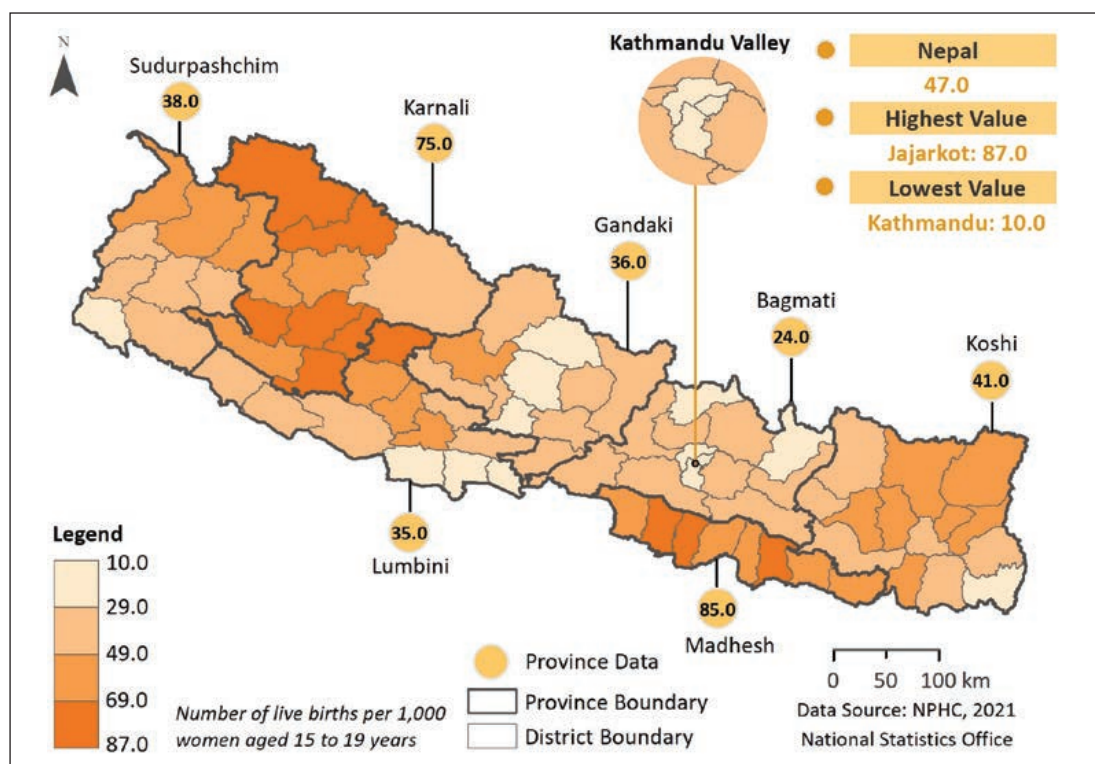 N
Sudurpashchim
38.0
Karnali
75.0
Kathmandu Valley
Nepal
47.0
Highest Value
Jajarkot: 87.0
Lowest Value
Kathmandu: 10.0
Gandaki
36.0
Bagmati
24.0
Koshi
41.0
35.0
Lumbini
85.0
Madhesh
Legend
10.0
29.0
49.0
69.0
87.0
Number of live births per 1,000
women aged 15 to 19 years
Province Data
Province Boundary
District Boundary
0 50 100 km
Data Source: NPHC, 2021
National Statistics Office